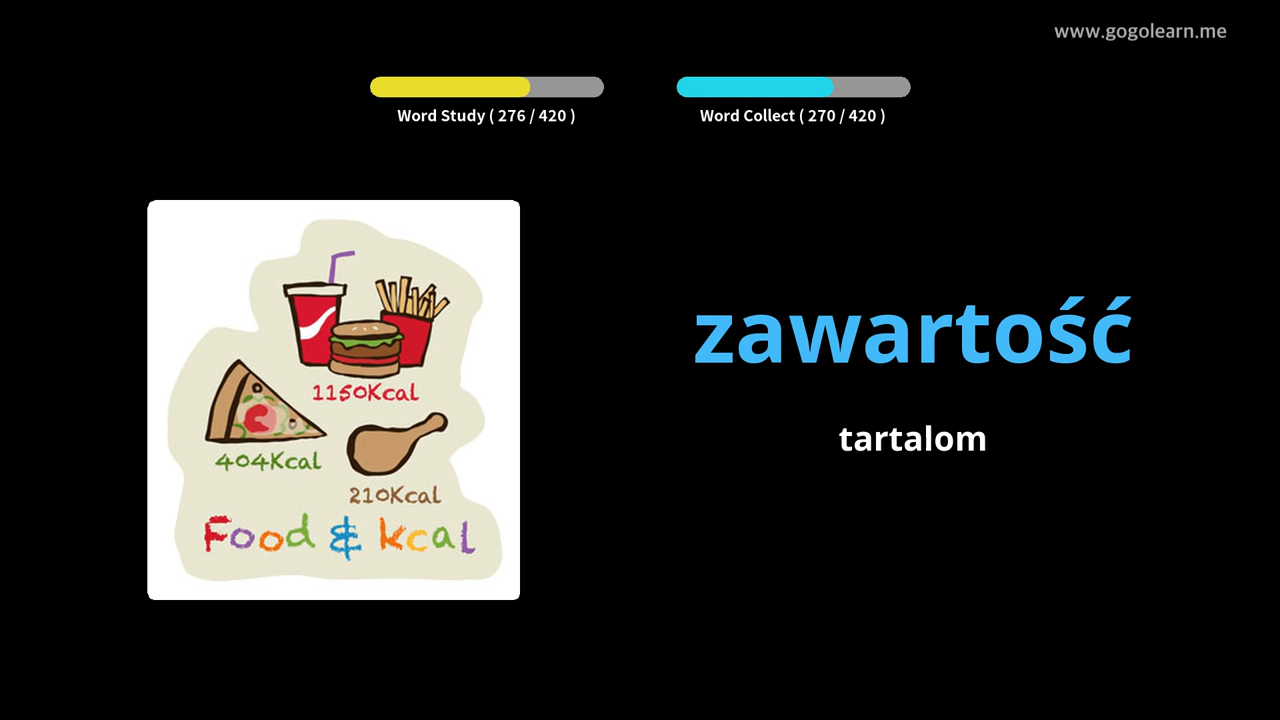 www.gogolearn.me
Word Study ( 276 / 420 )
Word Collect ( 270 / 420 )
1150Kcal
404Kcal
210Kcal
Food & kcal
zawartość
tartalom